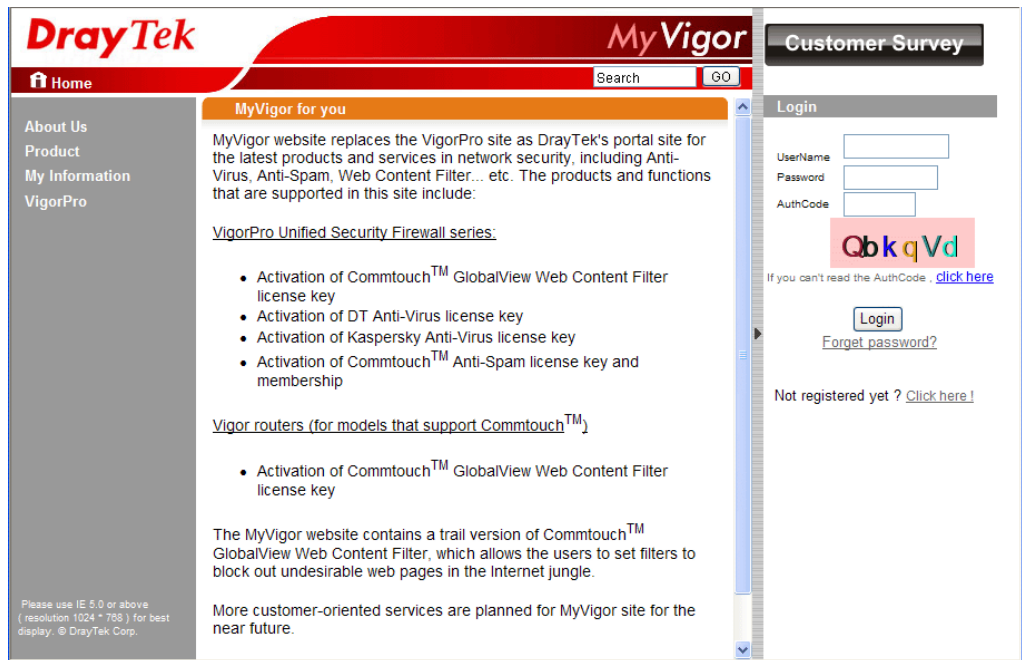 DrayTek
MyVigor
Customer Survey
Home
Search
GO
About Us
Product
My Information
VigorPro
Please use IE 5.0 or above
( resolution 1024 * 768 ) for best
display. © DrayTek Corp.
MyVigor for you
MyVigor website replaces the VigorPro site as DrayTek's portal site for
the latest products and services in network security, including Anti-
Virus, Anti-Spam, Web Content Filter... etc. The products and functions
that are supported in this site include:
VigorPro Unified Security Firewall series:
• Activation of Commtouch™ GlobalView Web Content Filter
license key
• Activation of DT Anti-Virus license key
• Activation of Kaspersky Anti-Virus license key
• Activation of Commtouch™ Anti-Spam license key and
membership
Vigor routers (for models that support Commtouch™)
• Activation of Commtouch™ GlobalView Web Content Filter
license key
The MyVigor website contains a trail version of Commtouch™
GlobalView Web Content Filter, which allows the users to set filters to
block out undesirable web pages in the Internet jungle.
More customer-oriented services are planned for MyVigor site for the
near future.
Login
UserName
Password
AuthCode
QbkqVd
If you can't read the AuthCode , click here
Login
Forget password?
Not registered yet ? Click here !